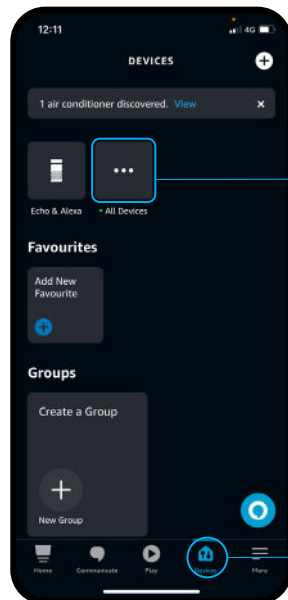 12:11
4G
DEVICES
1 air conditioner discovered. View
Echo & Alexa
All Devices
Favourites
Add New
Favourite
Groups
Create a Group
New Group
Home Communicate Play Devices More